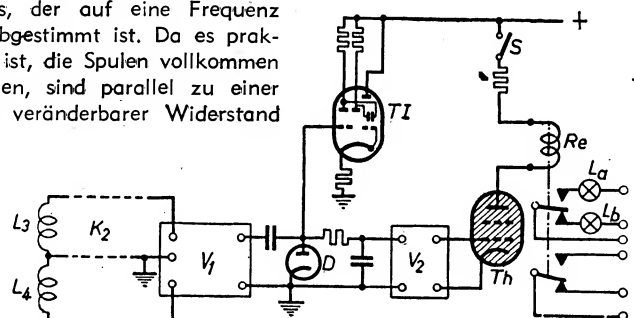 s, der auf eine Frequenz
bgestimmt ist. Da es prak-
ist, die Spulen vollkommen
en, sind parallel zu einer
veränderbarer Widerstand
+
S
TI
Re
La
Lb
L3
K2
L4
V1
D
V2
Th